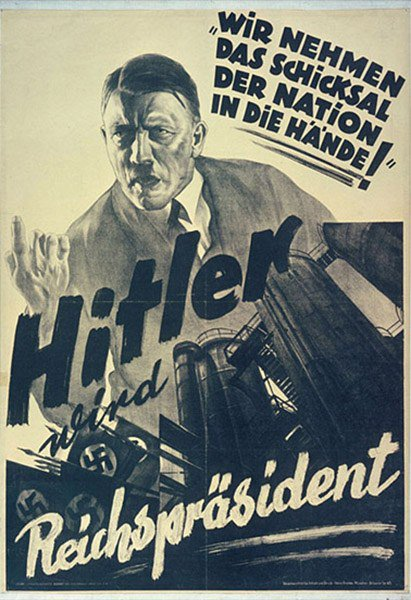 „WIR NEHMEN
DAS SCHICKSAL
DER NATION
IN DIE HÄNDE!"
Hitler
wird
Reichspräsident